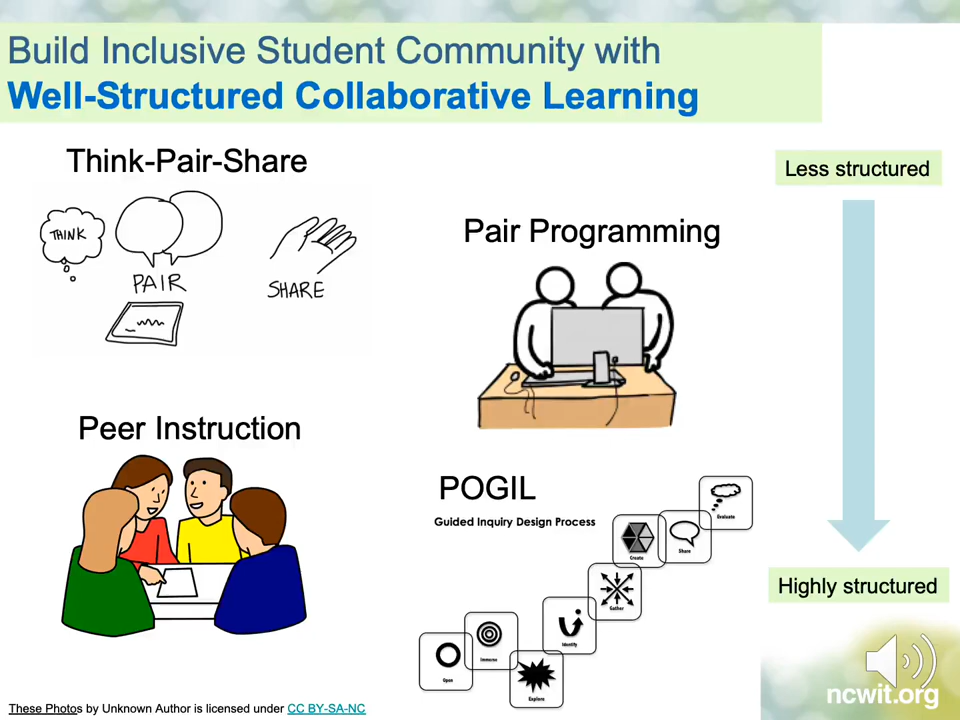 Build Inclusive Student Community with
Well-Structured Collaborative Learning
Think-Pair-Share
THINK
PAIR
SHARE
Less structured
Pair Programming
Peer Instruction
POGIL
Guided Inquiry Design Process
Evaluate
Share
Create
Gather
Identify
Immerse
Open
Explore
Highly structured
ncwit.org
These Photos by Unknown Author is licensed under CC BY-SA-NC